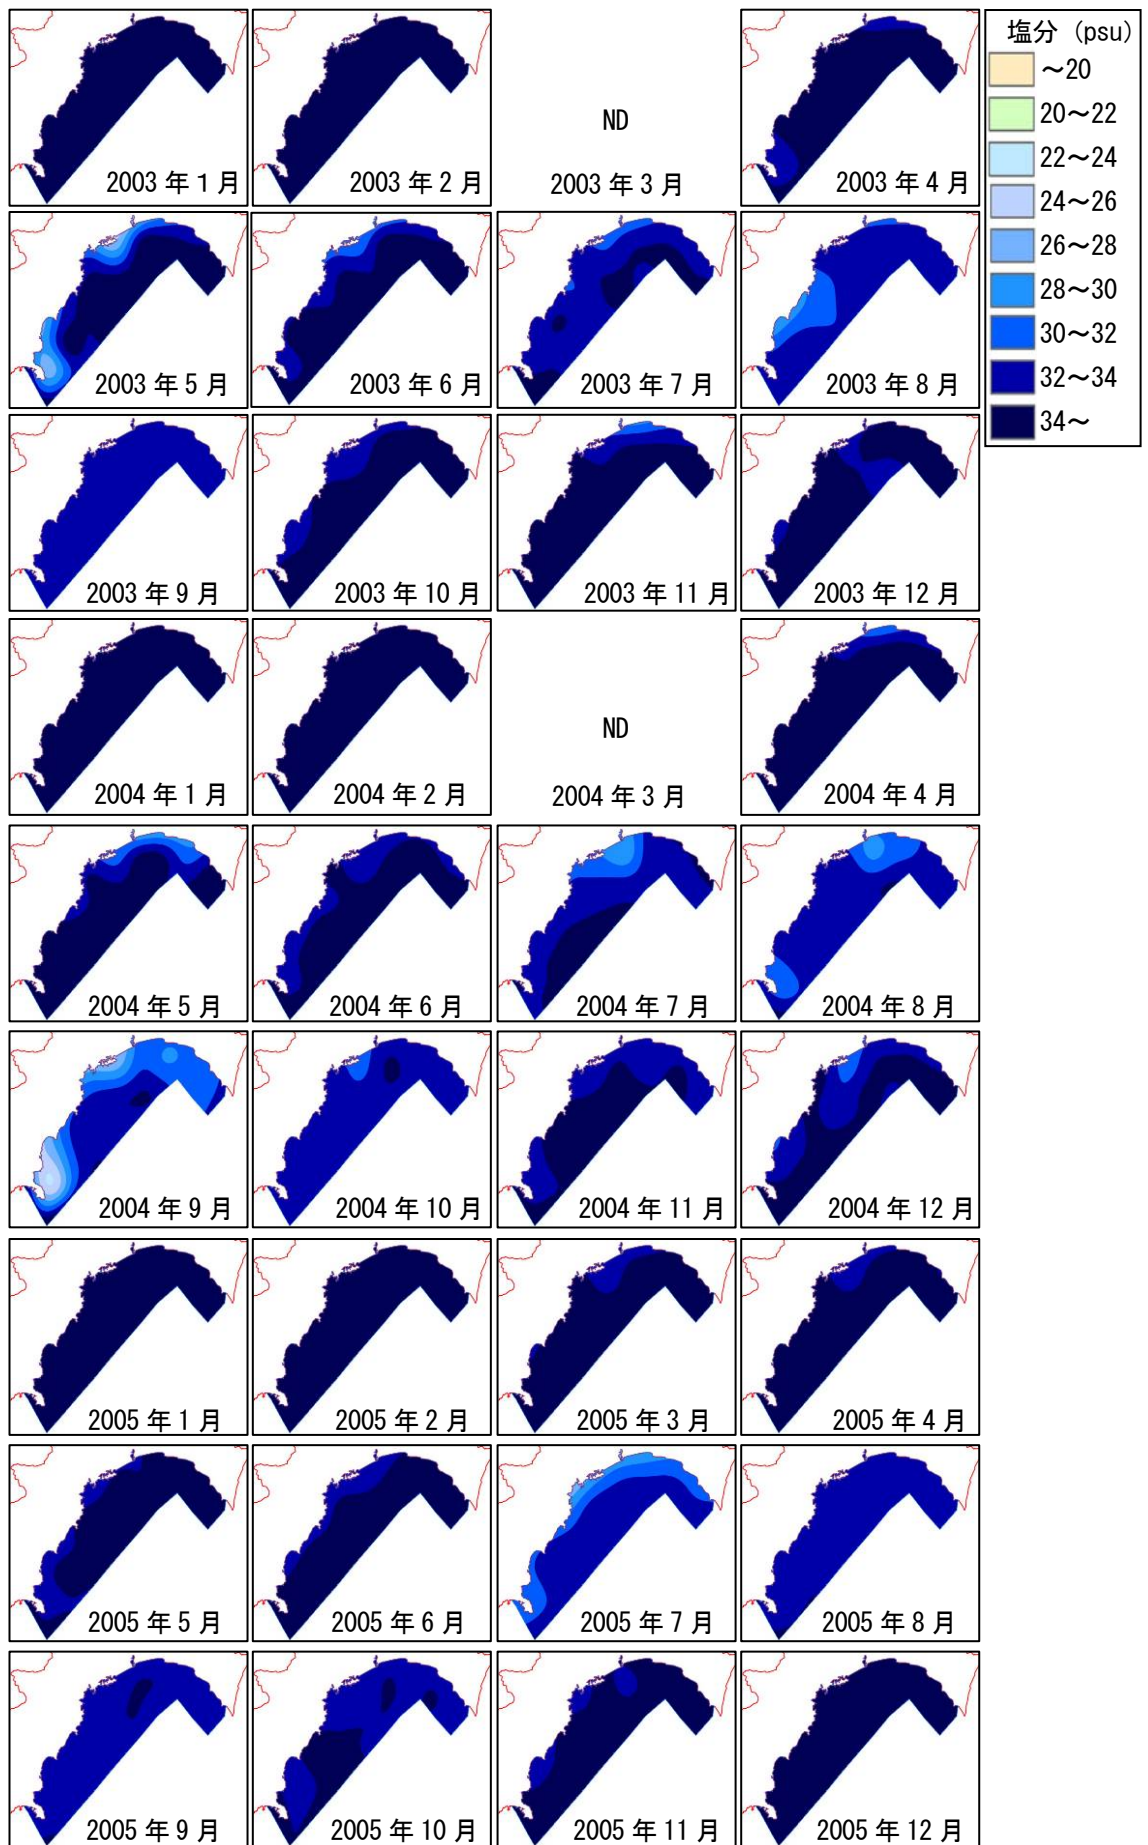 塩分 (psu)
～20
20～22
22～24
24～26
26～28
28～30
30～32
32～34
34～
2003 年 1 月
2003 年 2 月
ND
2003 年 3 月
2003 年 4 月
2003 年 5 月
2003 年 6 月
2003 年 7 月
2003 年 8 月
2003 年 9 月
2003 年 10 月
2003 年 11 月
2003 年 12 月
2004 年 1 月
2004 年 2 月
ND
2004 年 3 月
2004 年 4 月
2004 年 5 月
2004 年 6 月
2004 年 7 月
2004 年 8 月
2004 年 9 月
2004 年 10 月
2004 年 11 月
2004 年 12 月
2005 年 1 月
2005 年 2 月
2005 年 3 月
2005 年 4 月
2005 年 5 月
2005 年 6 月
2005 年 7 月
2005 年 8 月
2005 年 9 月
2005 年 10 月
2005 年 11 月
2005 年 12 月